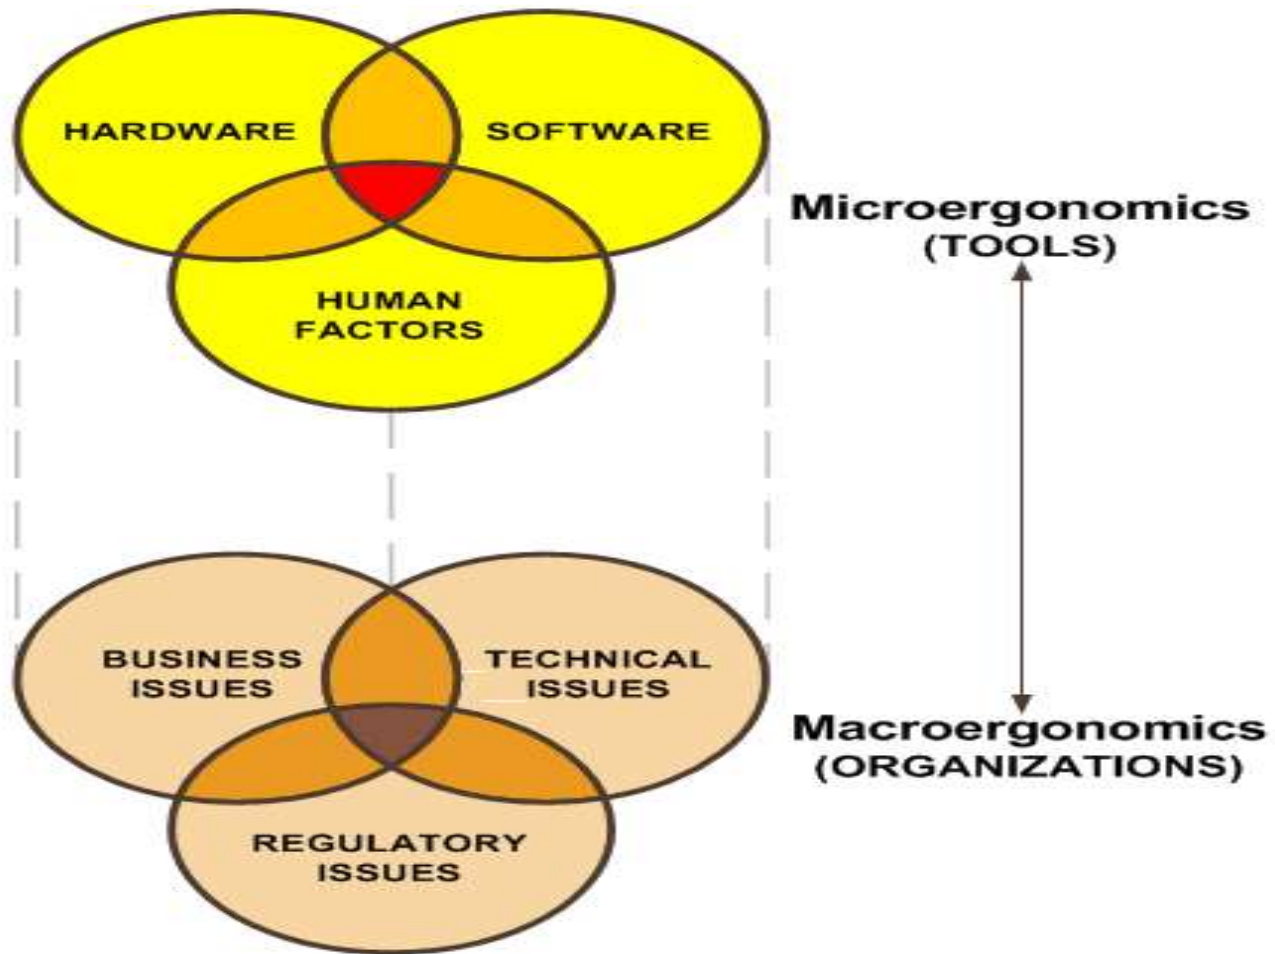 HARDWARE
SOFTWARE
HUMAN
FACTORS
Microergonomics
(TOOLS)
BUSINESS
ISSUES
TECHNICAL
ISSUES
REGULATORY
ISSUES
Macroergonomics
(ORGANIZATIONS)